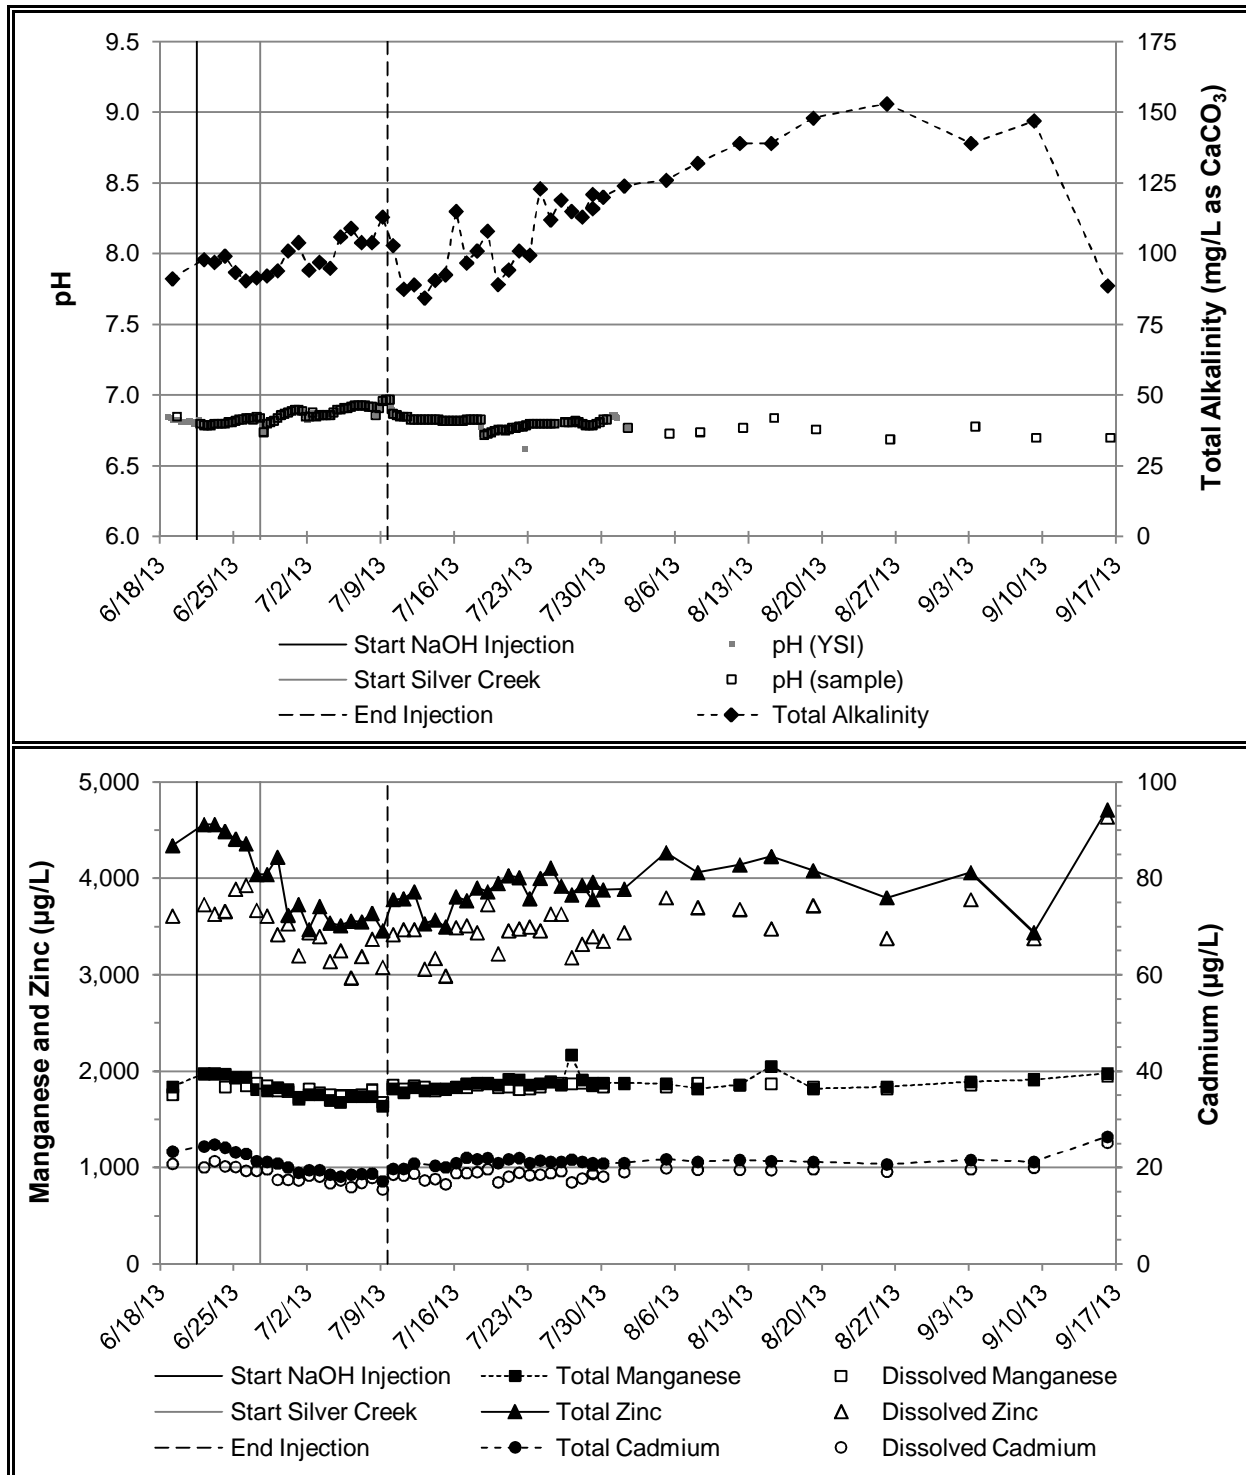 9.5
9.0
8.5
8.0
7.5
7.0
6.5
6.0
pH
175
150
125
100
75
50
25
0
Total Alkalinity (mg/L as CaCO₃)
6/18/13
6/25/13
7/2/13
7/9/13
7/16/13
7/23/13
7/30/13
8/6/13
8/13/13
8/20/13
8/27/13
9/3/13
9/10/13
9/17/13
Start NaOH Injection
pH (YSI)
Start Silver Creek
pH (sample)
End Injection
Total Alkalinity
5,000
4,000
3,000
2,000
1,000
0
Manganese and Zinc (µg/L)
100
80
60
40
20
0
Cadmium (µg/L)
6/18/13
6/25/13
7/2/13
7/9/13
7/16/13
7/23/13
7/30/13
8/6/13
8/13/13
8/20/13
8/27/13
9/3/13
9/10/13
9/17/13
Start NaOH Injection
Total Manganese
Dissolved Manganese
Start Silver Creek
Total Zinc
Dissolved Zinc
End Injection
Total Cadmium
Dissolved Cadmium